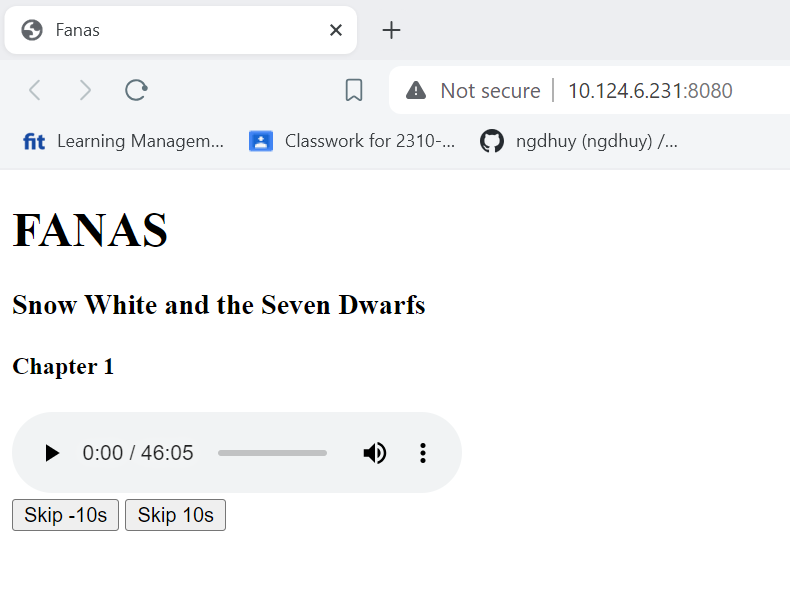 Fanas
Not secure 10.124.6.231:8080
fit Learning Managem... Classwork for 2310-... ngdhuy (ngdhuy) /...
FANAS
Snow White and the Seven Dwarfs
Chapter 1
0:00 / 46:05
Skip -10s Skip 10s